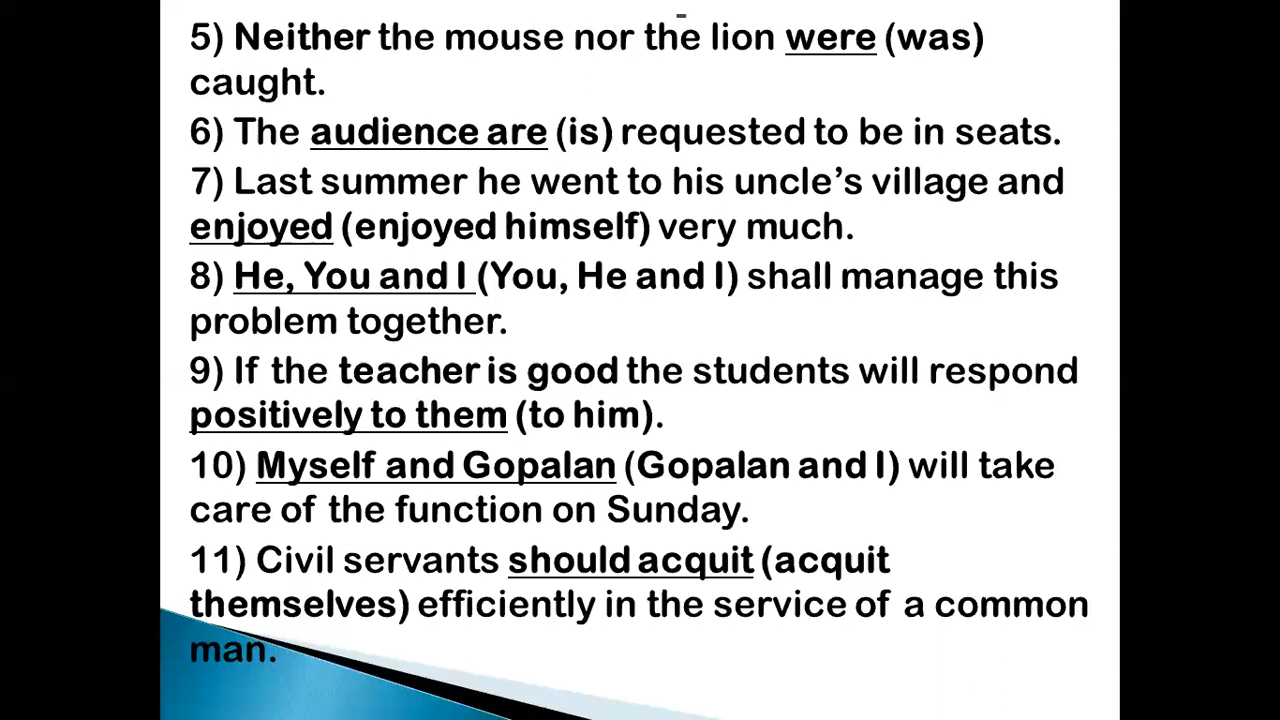 5) Neither the mouse nor the lion were (was)
caught.
6) The audience are (is) requested to be in seats.
7) Last summer he went to his uncle’s village and
enjoyed (enjoyed himself) very much.
8) He, You and I (You, He and I) shall manage this
problem together.
9) If the teacher is good the students will respond
positively to them (to him).
10) Myself and Gopalan (Gopalan and I) will take
care of the function on Sunday.
11) Civil servants should acquit (acquit
themselves) efficiently in the service of a common
man.